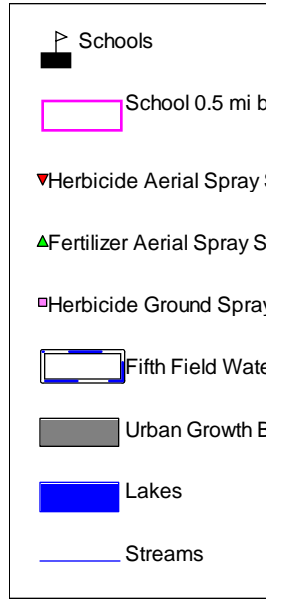 Schools
School 0.5 mi b
Herbicide Aerial Spray
Fertilizer Aerial Spray S
Herbicide Ground Spray
Fifth Field Wate
Urban Growth B
Lakes
Streams